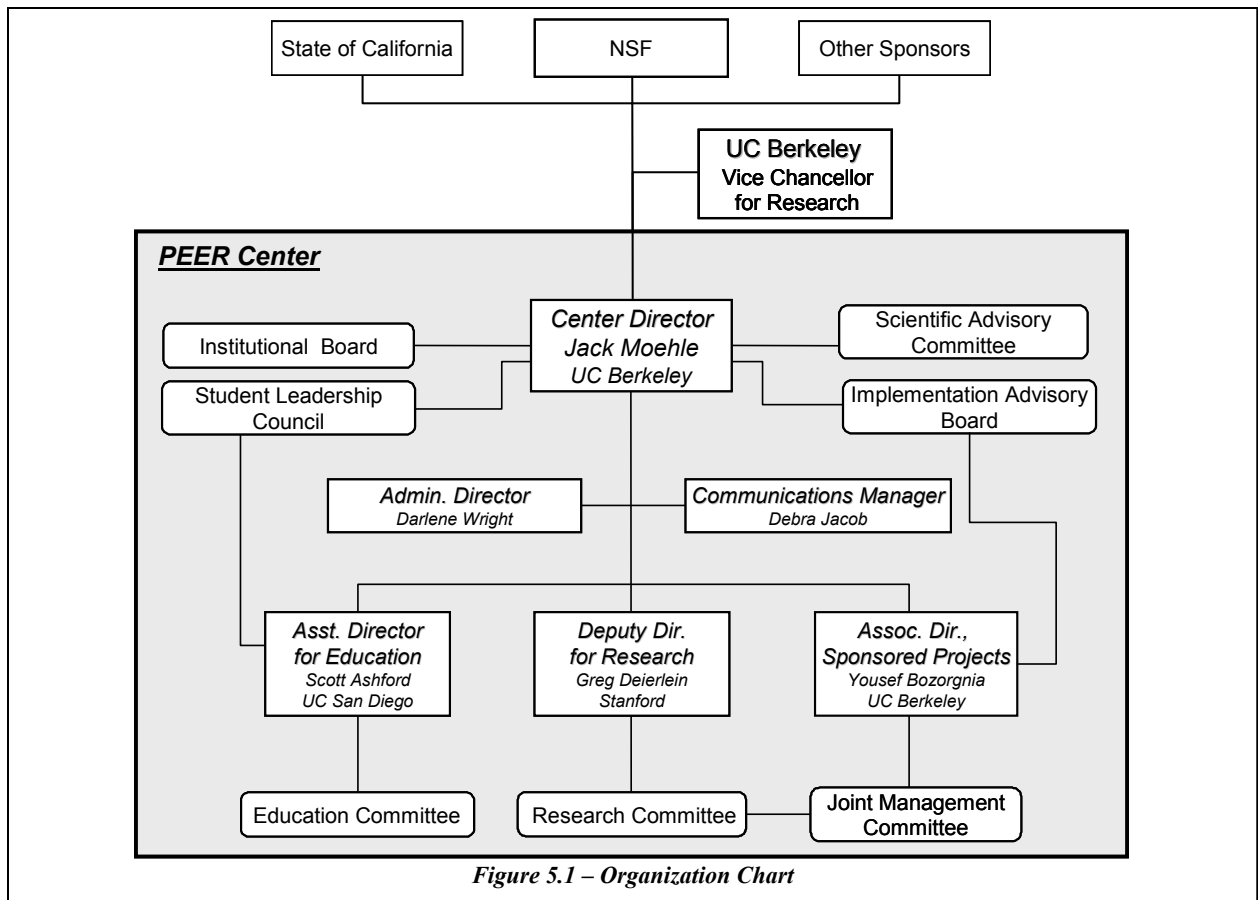 State of California
NSF
Other Sponsors
UC Berkeley
Vice Chancellor
for Research
PEER Center
Center Director
Jack Moehle
UC Berkeley
Institutional Board
Scientific Advisory
Committee
Student Leadership
Council
Implementation Advisory
Board
Admin. Director
Darlene Wright
Communications Manager
Debra Jacob
Asst. Director
for Education
Scott Ashford
UC San Diego
Deputy Dir.
for Research
Greg Deierlein
Stanford
Assoc. Dir.,
Sponsored Projects
Yousef Bozorgnia
UC Berkeley
Education Committee
Research Committee
Joint Management
Committee
Figure 5.1 – Organization Chart